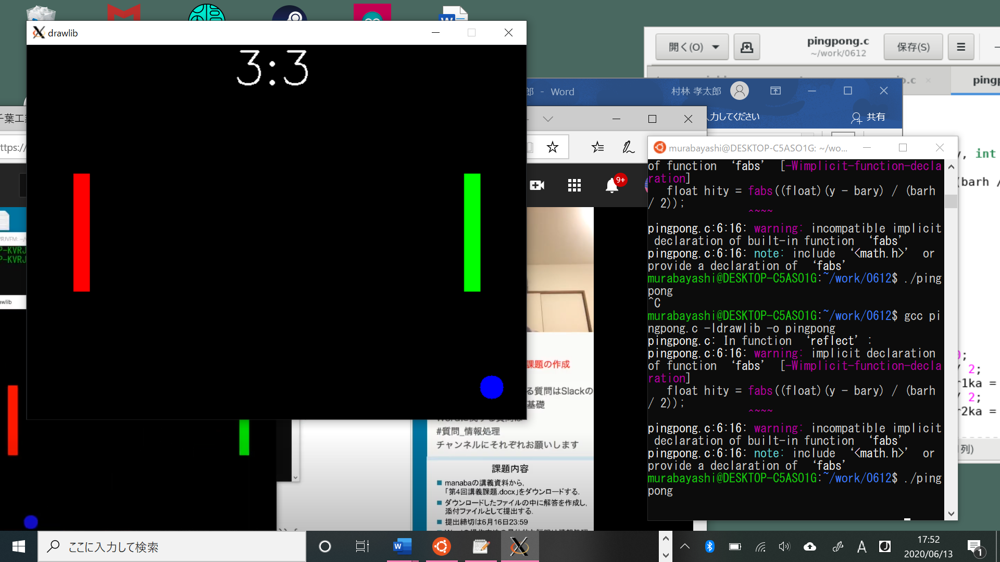 drawlib
3:3
開く(O)
pingpong.c
~/work/0612
保存(S)
郎 - Word
村林 孝太郎
入力してください
共有
千葉工
ttps://
9+
murabayashi@DESKTOP-C5ASO1G: ~/wo...
of function ‘fabs’ [-Wimplicit-function-decla
ration]
float hity = fabs((float)(y - bary) / (barh
/ 2));
^~~~
pingpong.c:6:16: warning: incompatible implicit
declaration of built-in function ‘fabs’
pingpong.c:6:16: note: include ‘<math.h>’ or
provide a declaration of ‘fabs’
murabayashi@DESKTOP-C5ASO1G:~/work/0612$ ./ping
pong
^C
murabayashi@DESKTOP-C5ASO1G:~/work/0612$ gcc pi
ngpong.c -ldrawlib -o pingpong
pingpong.c: In function ‘reflect’:
pingpong.c:6:16: warning: implicit declaration
of function ‘fabs’ [-Wimplicit-function-decla
ration]
float hity = fabs((float)(y - bary) / (barh
/ 2));
^~~~
pingpong.c:6:16: warning: incompatible implicit
declaration of built-in function ‘fabs’
pingpong.c:6:16: note: include ‘<math.h>’ or
provide a declaration of ‘fabs’
murabayashi@DESKTOP-C5ASO1G:~/work/0612$ ./ping
pong
pingp
, int
(barh /
2;
r1ka =
2;
r2ka =
列)
P-KVRJ
P-KVRJ
awlib
課題の作成
る質問はSlackの
基礎
#質問_情報処理
チャンネルにそれぞれお願いします
課題内容
■ manabaの講義資料から,
「第4回講義課題.docx」をダウンロードする.
■ ダウンロードしたファイルの中に解答を作成し,
添付ファイルとして提出する.
■ 提出締切は6月16日23:59
ここに入力して検索
A
J
17:52
2020/06/13
1